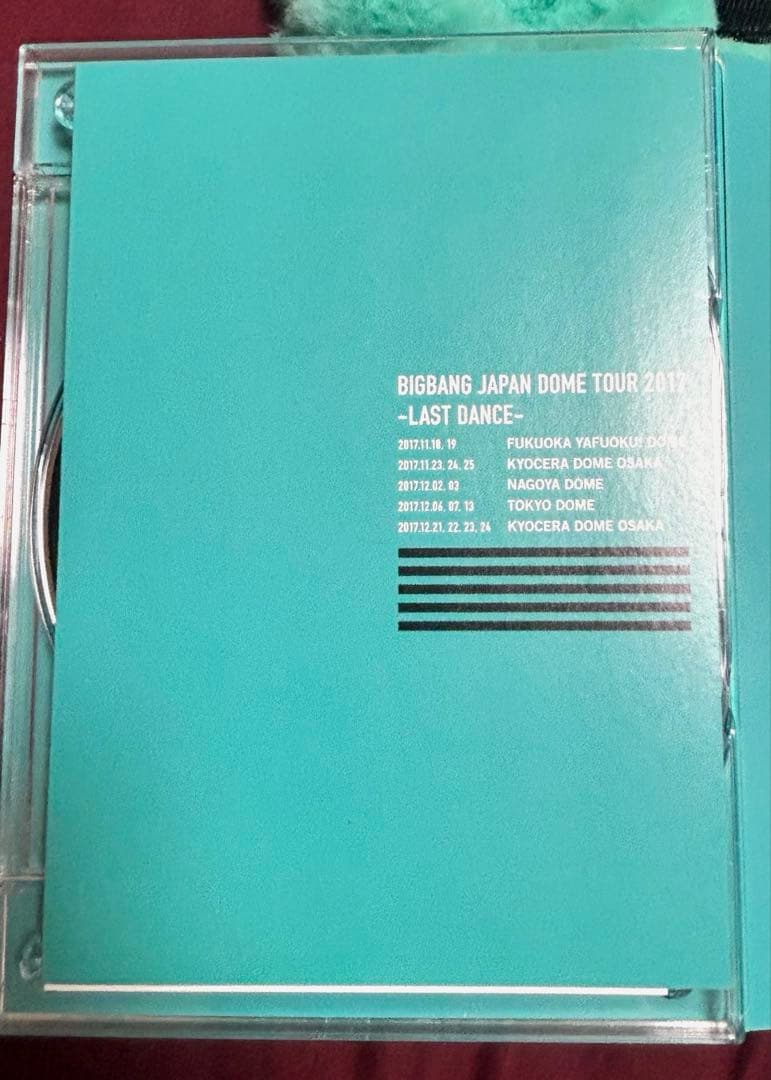 BIGBANG JAPAN DOME TOUR 2017
-LAST DANCE-
2017.11.18, 19 FUKUOKA YAFUOKU! DOME
2017.11.23, 24, 25 KYOCERA DOME OSAKA
2017.12.02, 03 NAGOYA DOME
2017.12.06, 07, 13 TOKYO DOME
2017.12.21, 22, 23, 24 KYOCERA DOME OSAKA